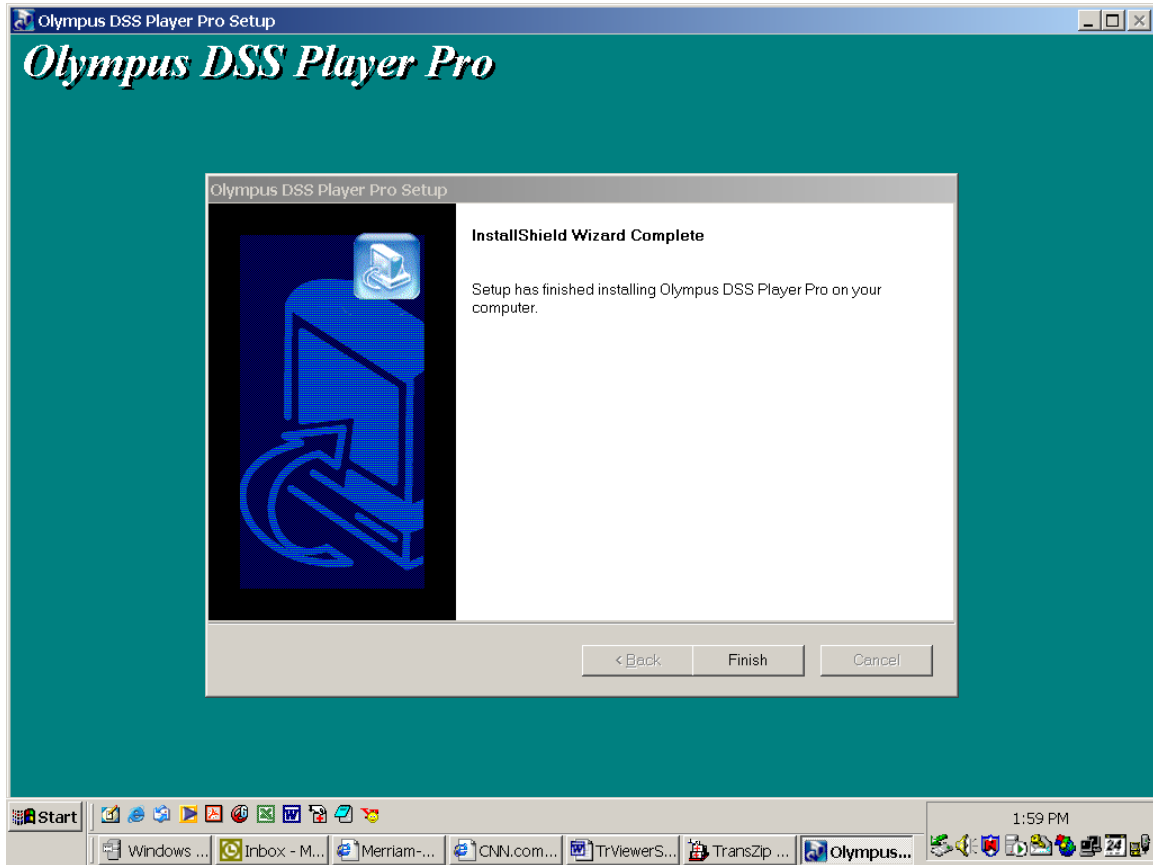 Olympus DSS Player Pro Setup
Olympus DSS Player Pro
Olympus DSS Player Pro Setup
InstallShield Wizard Complete
Setup has finished installing Olympus DSS Player Pro on your
computer.
< Back
Finish
Cancel
Start
1:59 PM
Windows ...
Inbox - M...
Merriam-...
CNN.com...
TrViewerS...
TransZip ...
Olympus...
24